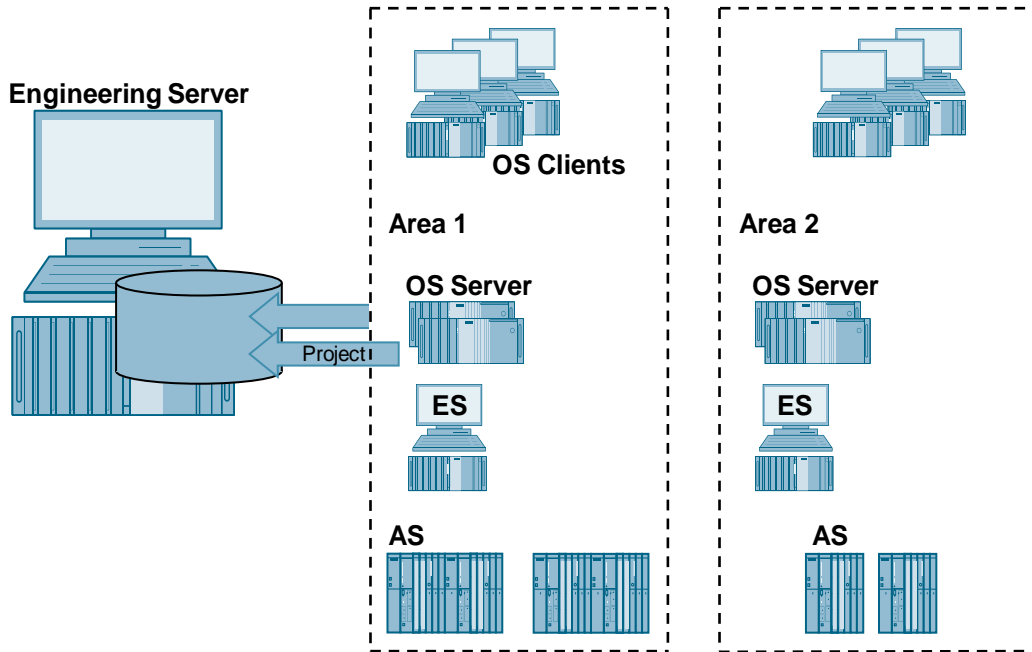 Engineering Server
OS Clients
Area 1
Area 2
OS Server
OS Server
Project
ES
ES
AS
AS